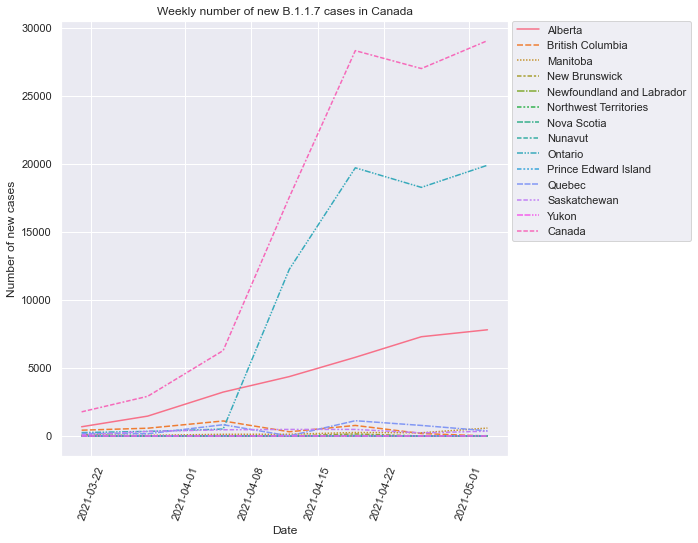 Weekly number of new B.1.1.7 cases in Canada
30000
25000
20000
15000
10000
5000
0
Number of new cases
2021-03-22
2021-04-01
2021-04-08
2021-04-15
2021-04-22
2021-05-01
Date
Alberta
British Columbia
Manitoba
New Brunswick
Newfoundland and Labrador
Northwest Territories
Nova Scotia
Nunavut
Ontario
Prince Edward Island
Quebec
Saskatchewan
Yukon
Canada